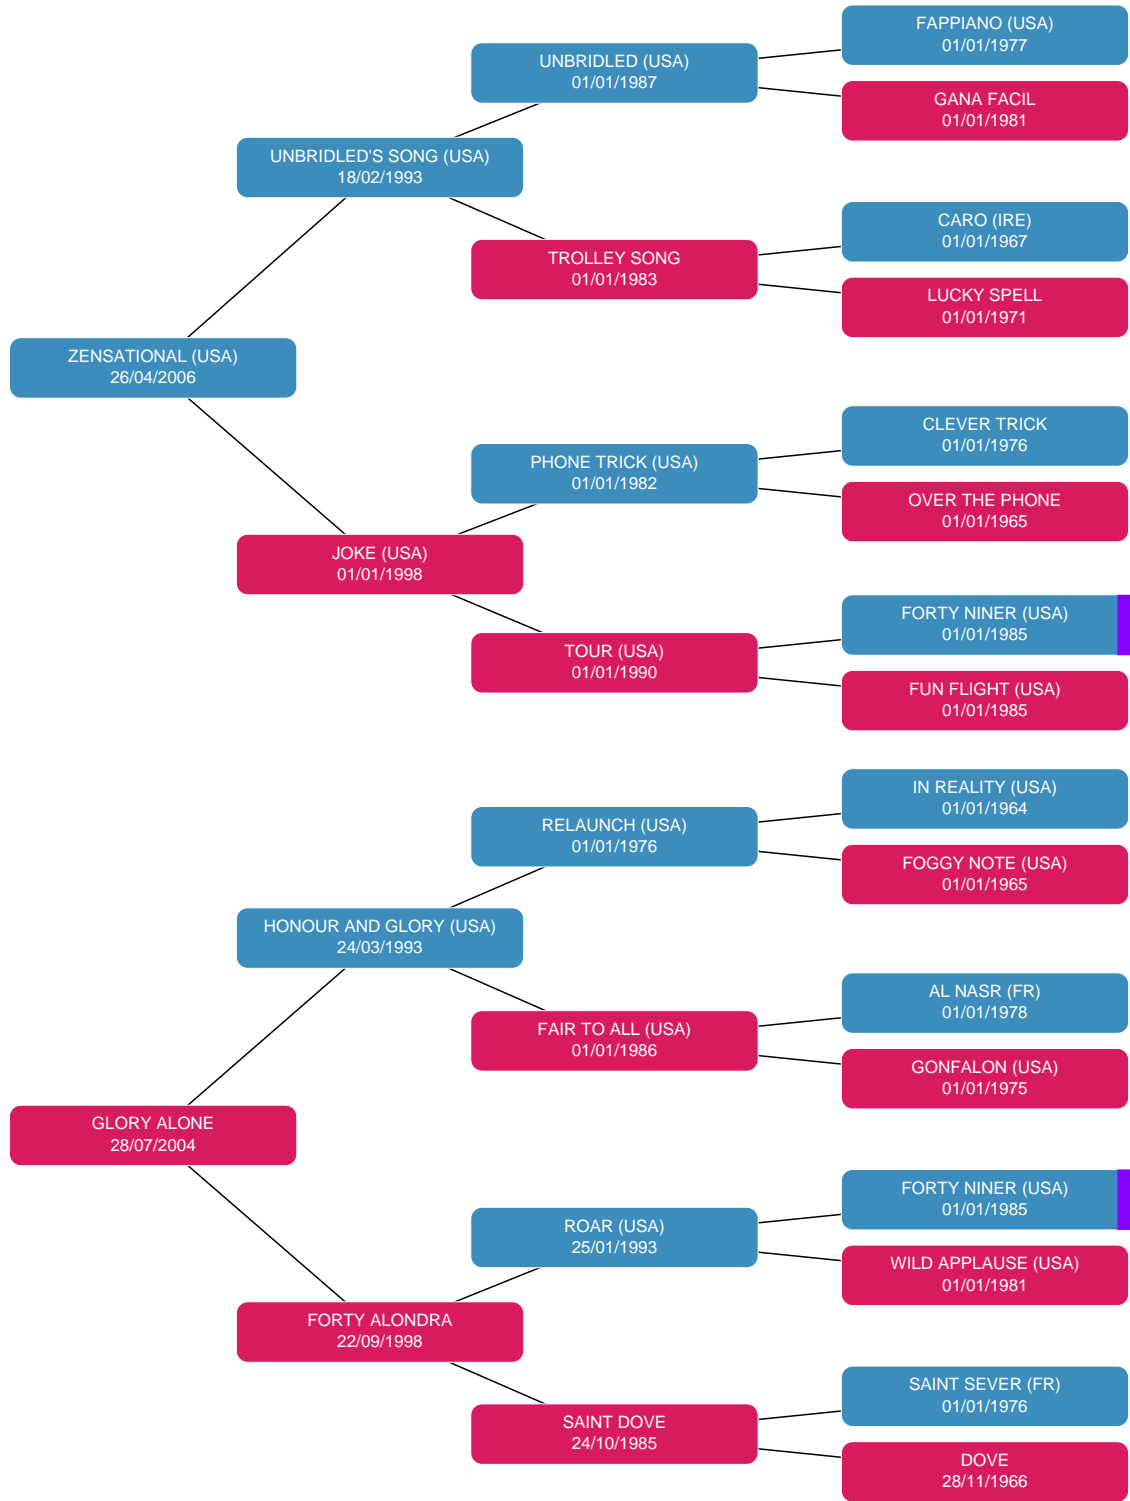 FAPPIANO (USA)
01/01/1977
UNBRIDLED (USA)
01/01/1987
GANA FACIL
01/01/1981
UNBRIDLED'S SONG (USA)
18/02/1993
CARO (IRE)
01/01/1967
TROLLEY SONG
01/01/1983
LUCKY SPELL
01/01/1971
ZENSATIONAL (USA)
26/04/2006
CLEVER TRICK
01/01/1976
PHONE TRICK (USA)
01/01/1982
OVER THE PHONE
01/01/1965
JOKE (USA)
01/01/1998
FORTY NINER (USA)
01/01/1985
TOUR (USA)
01/01/1990
FUN FLIGHT (USA)
01/01/1985
IN REALITY (USA)
01/01/1964
RELAUNCH (USA)
01/01/1976
FOGGY NOTE (USA)
01/01/1965
HONOUR AND GLORY (USA)
24/03/1993
AL NASR (FR)
01/01/1978
FAIR TO ALL (USA)
01/01/1986
GONFALON (USA)
01/01/1975
GLORY ALONE
28/07/2004
FORTY NINER (USA)
01/01/1985
ROAR (USA)
25/01/1993
WILD APPLAUSE (USA)
01/01/1981
FORTY ALONDRA
22/09/1998
SAINT SEVER (FR)
01/01/1976
SAINT DOVE
24/10/1985
DOVE
28/11/1966